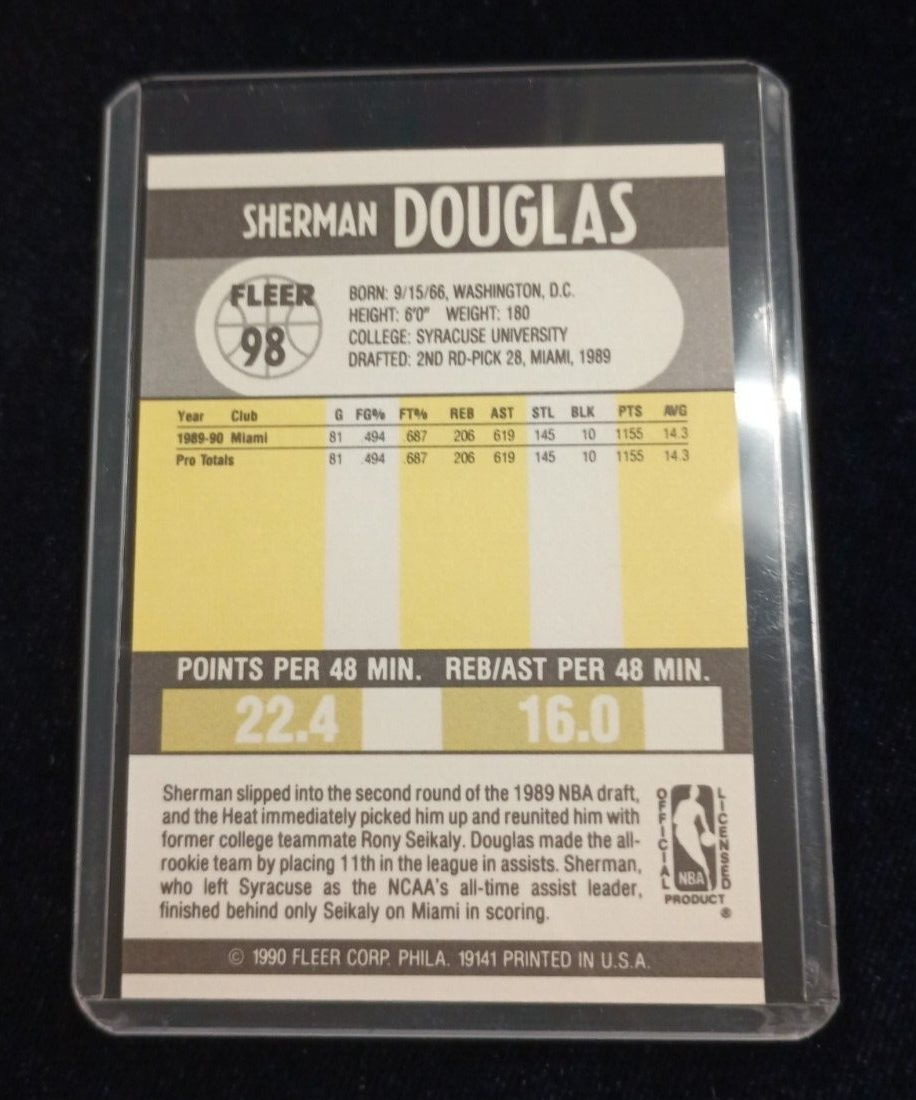 SHERMAN DOUGLAS
FLEER
98
BORN: 9/15/66, WASHINGTON, D.C.
HEIGHT: 6'0" WEIGHT: 180
COLLEGE: SYRACUSE UNIVERSITY
DRAFTED: 2ND RD-PICK 28, MIAMI, 1989
Year Club G FG% FT% REB AST STL BLK PTS AVG
1989-90 Miami 81 .494 .687 206 619 145 10 1155 14.3
Pro Totals 81 .494 .687 206 619 145 10 1155 14.3
POINTS PER 48 MIN. REB/AST PER 48 MIN.
22.4 16.0
Sherman slipped into the second round of the 1989 NBA draft,
and the Heat immediately picked him up and reunited him with
former college teammate Rony Seikaly. Douglas made the all-
rookie team by placing 11th in the league in assists. Sherman,
who left Syracuse as the NCAA's all-time assist leader,
finished behind only Seikaly on Miami in scoring.
OFFICIAL
LICENSED
NBA
PRODUCT
®
© 1990 FLEER CORP. PHILA. 19141 PRINTED IN U.S.A.